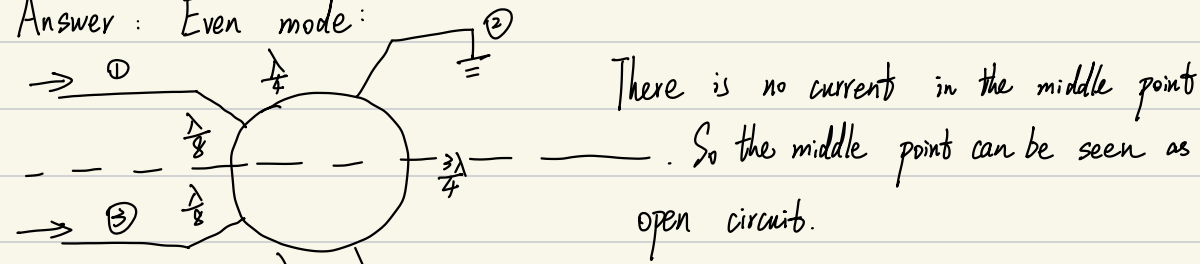 Answer : Even mode :
②
λ/4
①
There is no current in the middle point
λ/8
3λ/4
. So the middle point can be seen as
λ/8
③
open circuit.